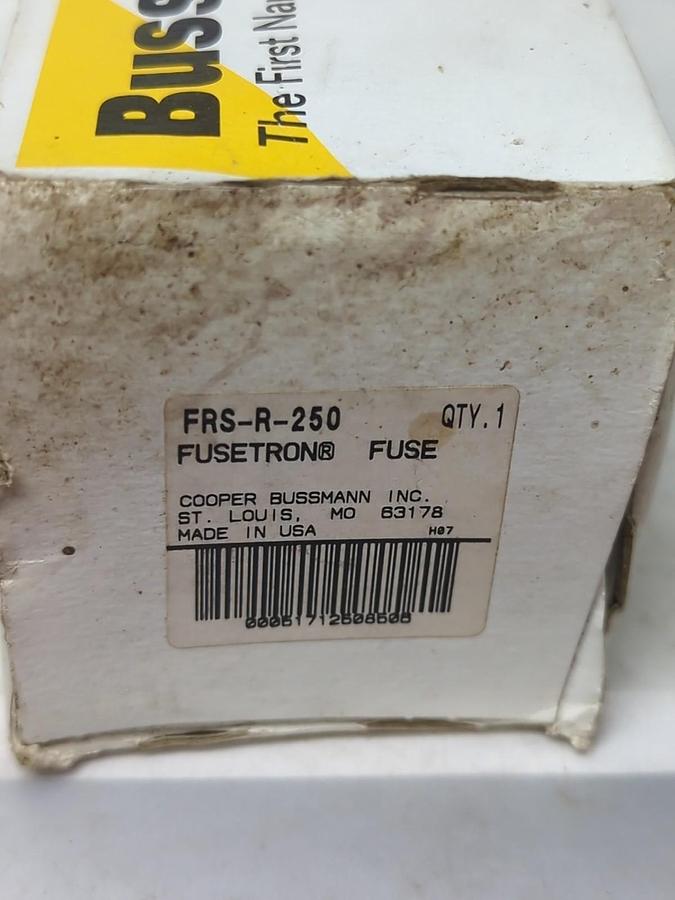 Buss
The First Na
FRS-R-250 QTY.1
FUSETRON® FUSE
COOPER BUSSMANN INC.
ST. LOUIS, MO 63178
MADE IN USA H07